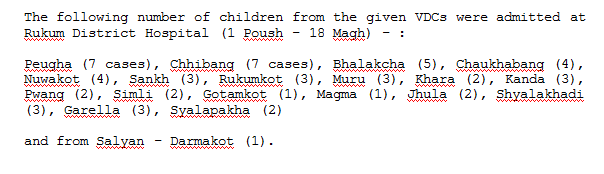 The following number of children from the given VDCs were admitted at
Rukum District Hospital (1 Poush – 18 Magh) – :
Peugha (7 cases), Chhibang (7 cases), Bhalakcha (5), Chaukhabang (4),
Nuwakot (4), Sankh (3), Rukumkot (3), Muru (3), Khara (2), Kanda (3),
Pwang (2), Simli (2), Gotamkot (1), Magma (1), Jhula (2), Shyalakhadi
(3), Garella (3), Syalapakha (2)
and from Salyan – Darmakot (1).